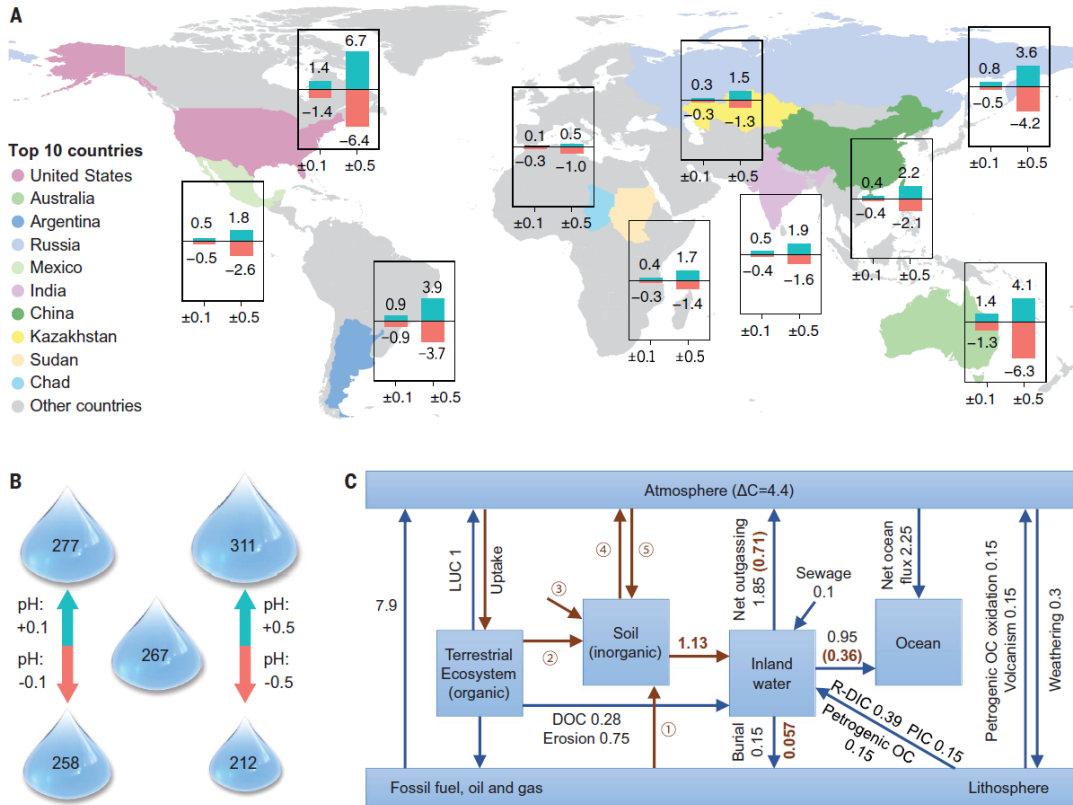 A
6.7
1.4
−1.4
−6.4
±0.1
±0.5
Top 10 countries
United States
Australia
Argentina
Russia
Mexico
India
China
Kazakhstan
Sudan
Chad
Other countries
0.5
1.8
−0.5
−2.6
±0.1
±0.5
0.9
3.9
−0.9
−3.7
±0.1
±0.5
0.1
0.5
−0.3
−1.0
±0.1
±0.5
0.3
1.5
−0.3
−1.3
±0.1
±0.5
0.4
1.7
−0.3
−1.4
±0.1
±0.5
0.5
1.9
−0.4
−1.6
±0.1
±0.5
0.4
2.2
−0.4
−2.1
±0.1
±0.5
0.8
3.6
−0.5
−4.2
±0.1
±0.5
1.4
4.1
−1.3
−6.3
±0.1
±0.5
B
277
311
pH:
+0.1
pH:
+0.5
267
pH:
-0.1
pH:
-0.5
258
212
C
Atmosphere (ΔC=4.4)
7.9
LUC 1
Uptake
④
⑤
③
②
①
Terrestrial
Ecosystem
(organic)
Soil
(inorganic)
1.13
Net outgassing
1.85 (0.71)
Sewage
0.1
Inland
water
0.95
(0.36)
Net ocean
flux 2.25
Ocean
DOC 0.28
Erosion 0.75
Burial
0.15
0.057
R-DIC 0.39 PIC 0.15
Petrogenic OC
0.15
Petrogenic OC oxidation 0.15
Volcanism 0.15
Weathering 0.3
Fossil fuel, oil and gas
Lithosphere